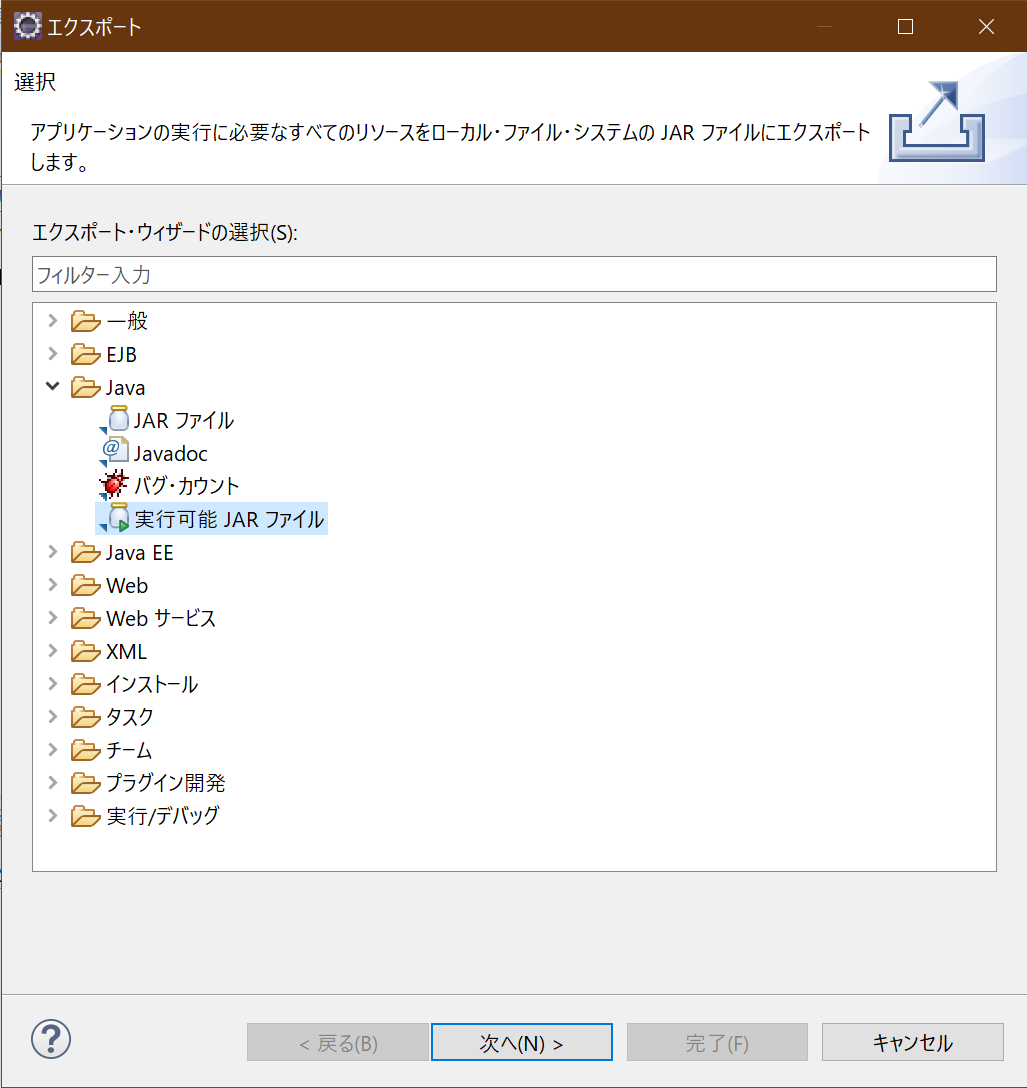 エクスポート
選択
アプリケーションの実行に必要なすべてのリソースをローカル・ファイル・システムの JAR ファイルにエクスポート
します。
エクスポート・ウィザードの選択(S):
フィルター入力
一般
EJB
Java
JAR ファイル
Javadoc
バグ・カウント
実行可能 JAR ファイル
Java EE
Web
Web サービス
XML
インストール
タスク
チーム
プラグイン開発
実行/デバッグ
< 戻る(B) 次へ(N) > 完了(F) キャンセル